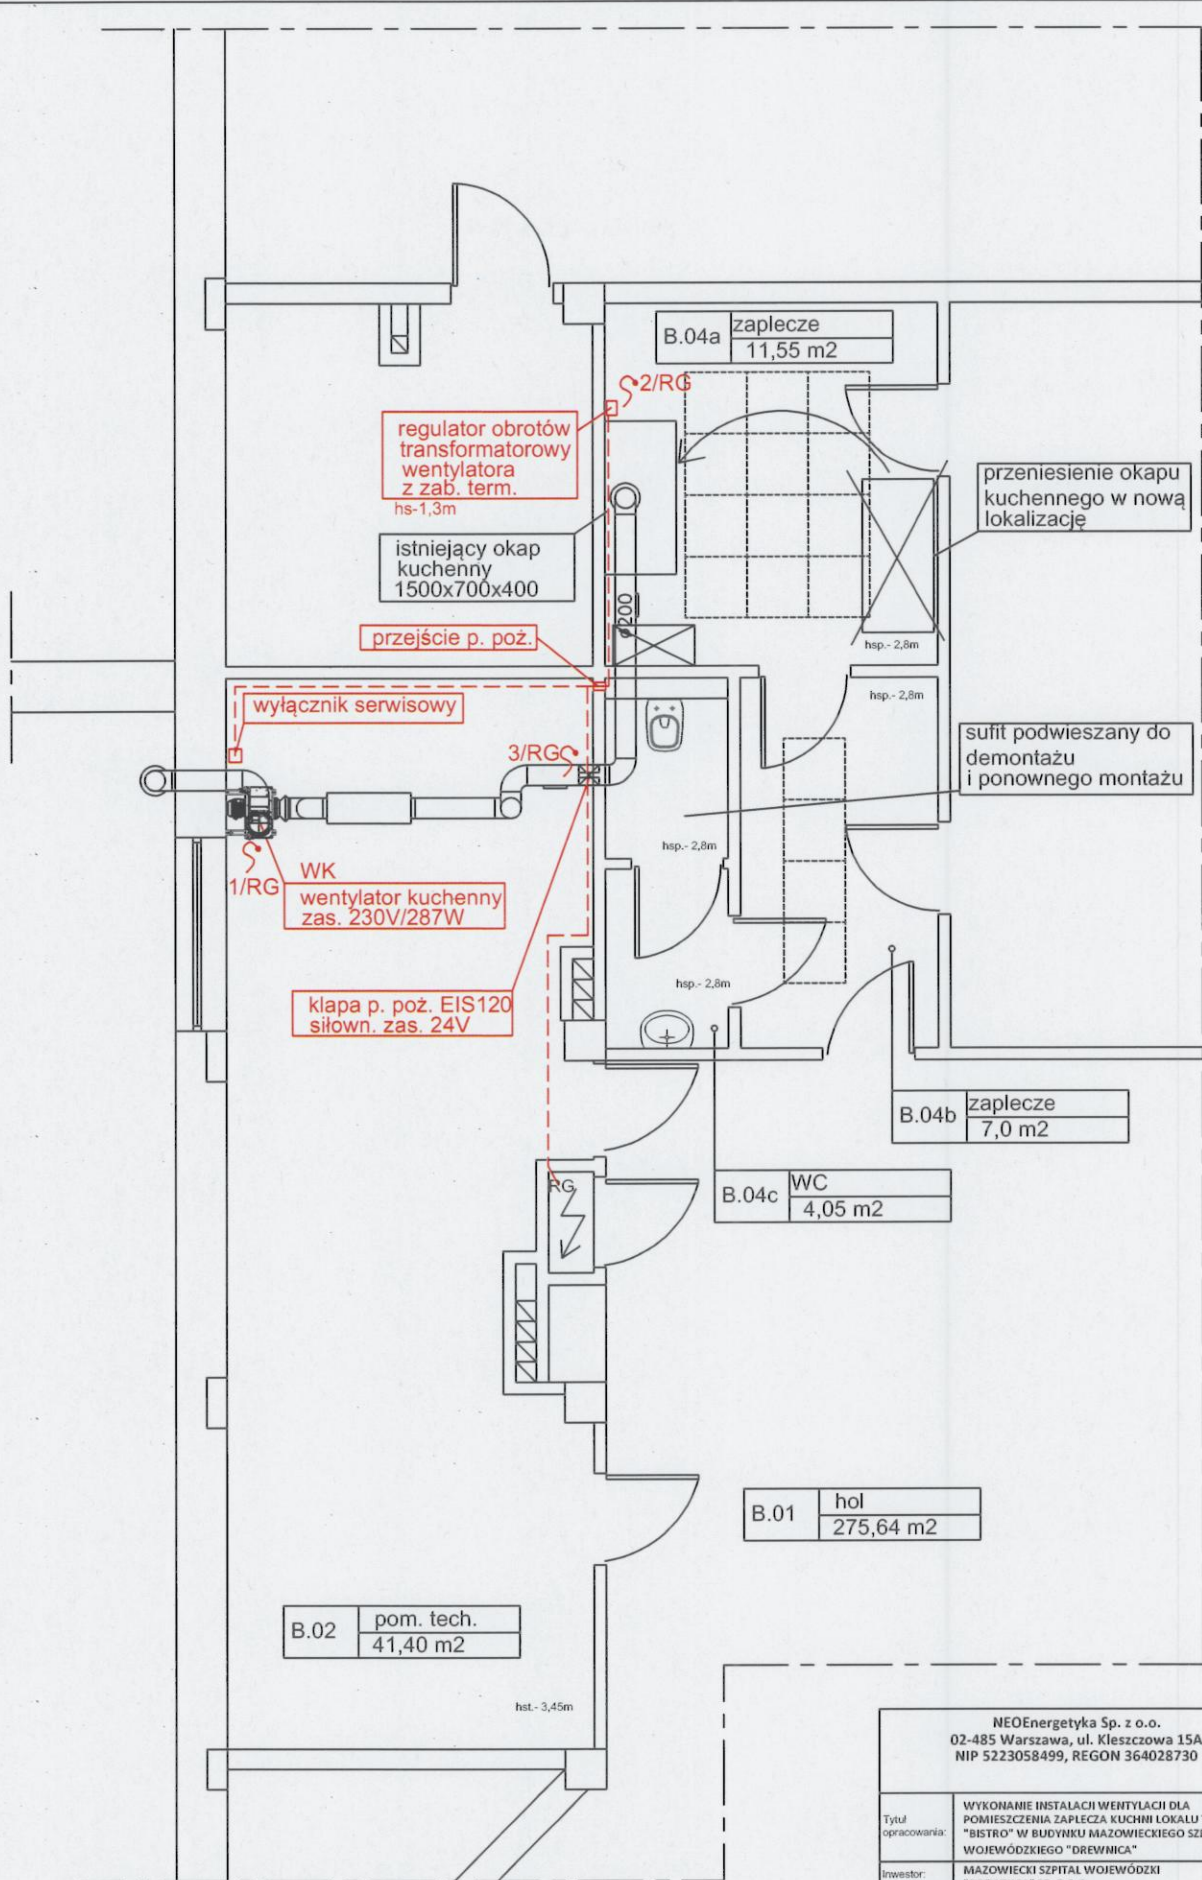 B.04a
zaplecze
11,55 m2
2/RG
regulator obrotów
transformatorowy
wentylatora
z zab. term.
hs-1,3m
przeniesienie okapu
kuchennego w nową
lokalizację
istniejący okap
kuchenny
1500x700x400
ø200
przejście p. poż.
hsp.- 2,8m
hsp.- 2,8m
wyłącznik serwisowy
3/RG
sufit podwieszany do
demontażu
i ponownego montażu
hsp.- 2,8m
1/RG
WK
wentylator kuchenny
zas. 230V/287W
hsp.- 2,8m
klapa p. poż. EIS120
siłown. zas. 24V
B.04b
zaplecze
7,0 m2
RG
B.04c
WC
4,05 m2
B.01
hol
275,64 m2
B.02
pom. tech.
41,40 m2
hst.- 3,45m
NEOEnergetyka Sp. z o.o.
02-485 Warszawa, ul. Kleszczowa 15A
NIP 5223058499, REGON 364028730
Tytuł
opracowania:
WYKONANIE INSTALACJI WENTYLACJI DLA
POMIESZCZENIA ZAPLECZA KUCHNI LOKALU
"BISTRO" W BUDYNKU MAZOWIECKIEGO SZ
WOJEWÓDZKIEGO "DREWNICA"
Inwestor:
MAZOWIECKI SZPITAL WOJEWÓDZKI